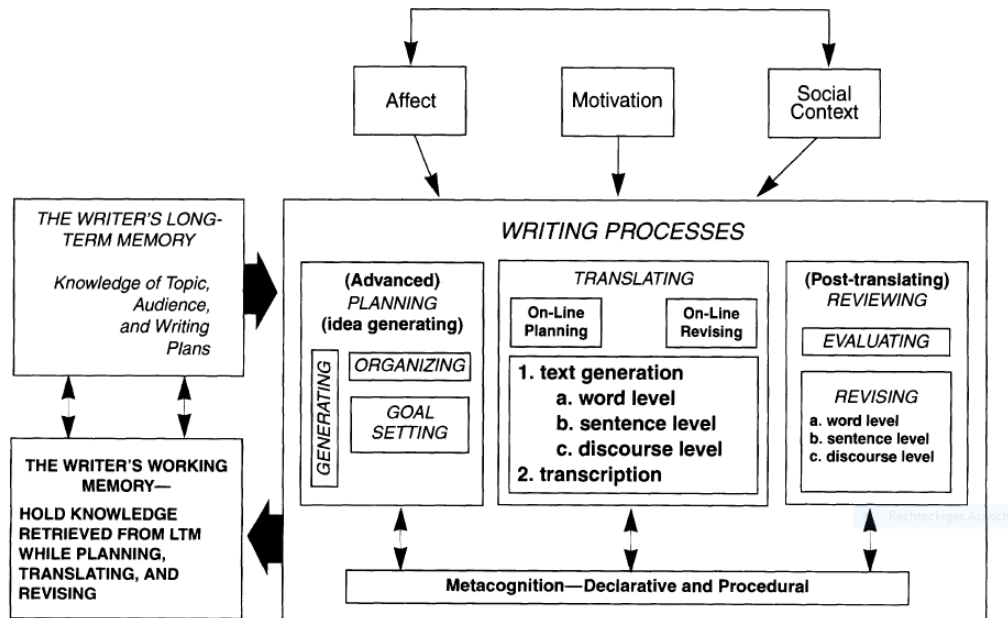 Affect
Motivation
Social
Context
THE WRITER'S LONG-
TERM MEMORY
Knowledge of Topic,
Audience,
and Writing
Plans
THE WRITER'S WORKING
MEMORY—
HOLD KNOWLEDGE
RETRIEVED FROM LTM
WHILE PLANNING,
TRANSLATING, AND
REVISING
WRITING PROCESSES
(Advanced)
PLANNING
(idea generating)
GENERATING
ORGANIZING
GOAL
SETTING
TRANSLATING
On-Line
Planning
On-Line
Revising
1. text generation
a. word level
b. sentence level
c. discourse level
2. transcription
(Post-translating)
REVIEWING
EVALUATING
REVISING
a. word level
b. sentence level
c. discourse level
Rechteckiges Aussch
Metacognition—Declarative and Procedural